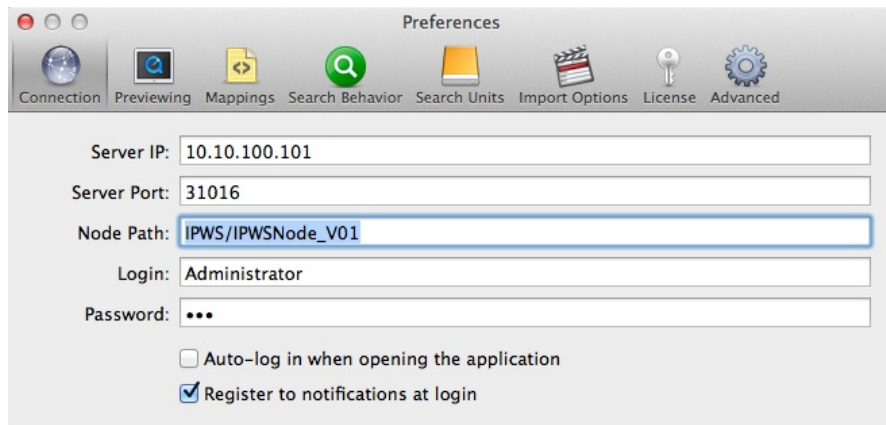 Preferences
Connection Previewing Mappings Search Behavior Search Units Import Options License Advanced
Server IP: 10.10.100.101
Server Port: 31016
Node Path: IPWS/IPWSNode_V01
Login: Administrator
Password: •••
Auto-log in when opening the application
Register to notifications at login